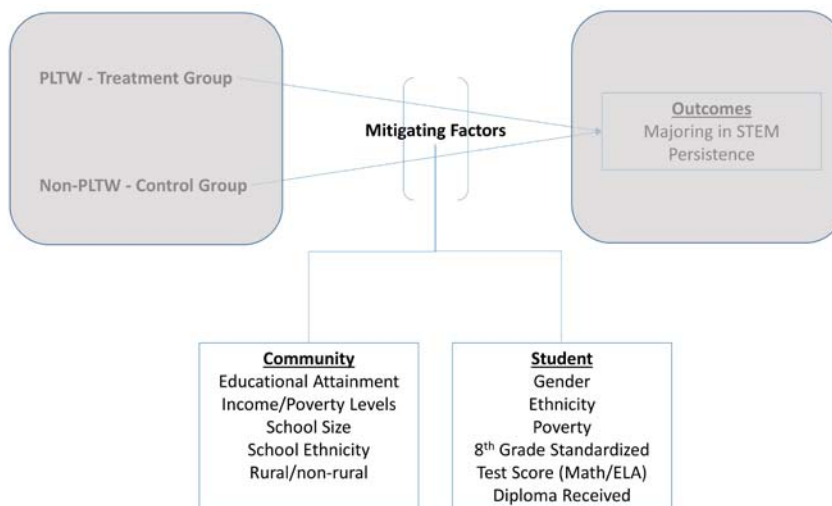 PLTW - Treatment Group
Outcomes
Majoring in STEM
Persistence
Mitigating Factors
Non-PLTW - Control Group
Community
Educational Attainment
Income/Poverty Levels
School Size
School Ethnicity
Rural/non-rural
Student
Gender
Ethnicity
Poverty
8th Grade Standardized
Test Score (Math/ELA)
Diploma Received